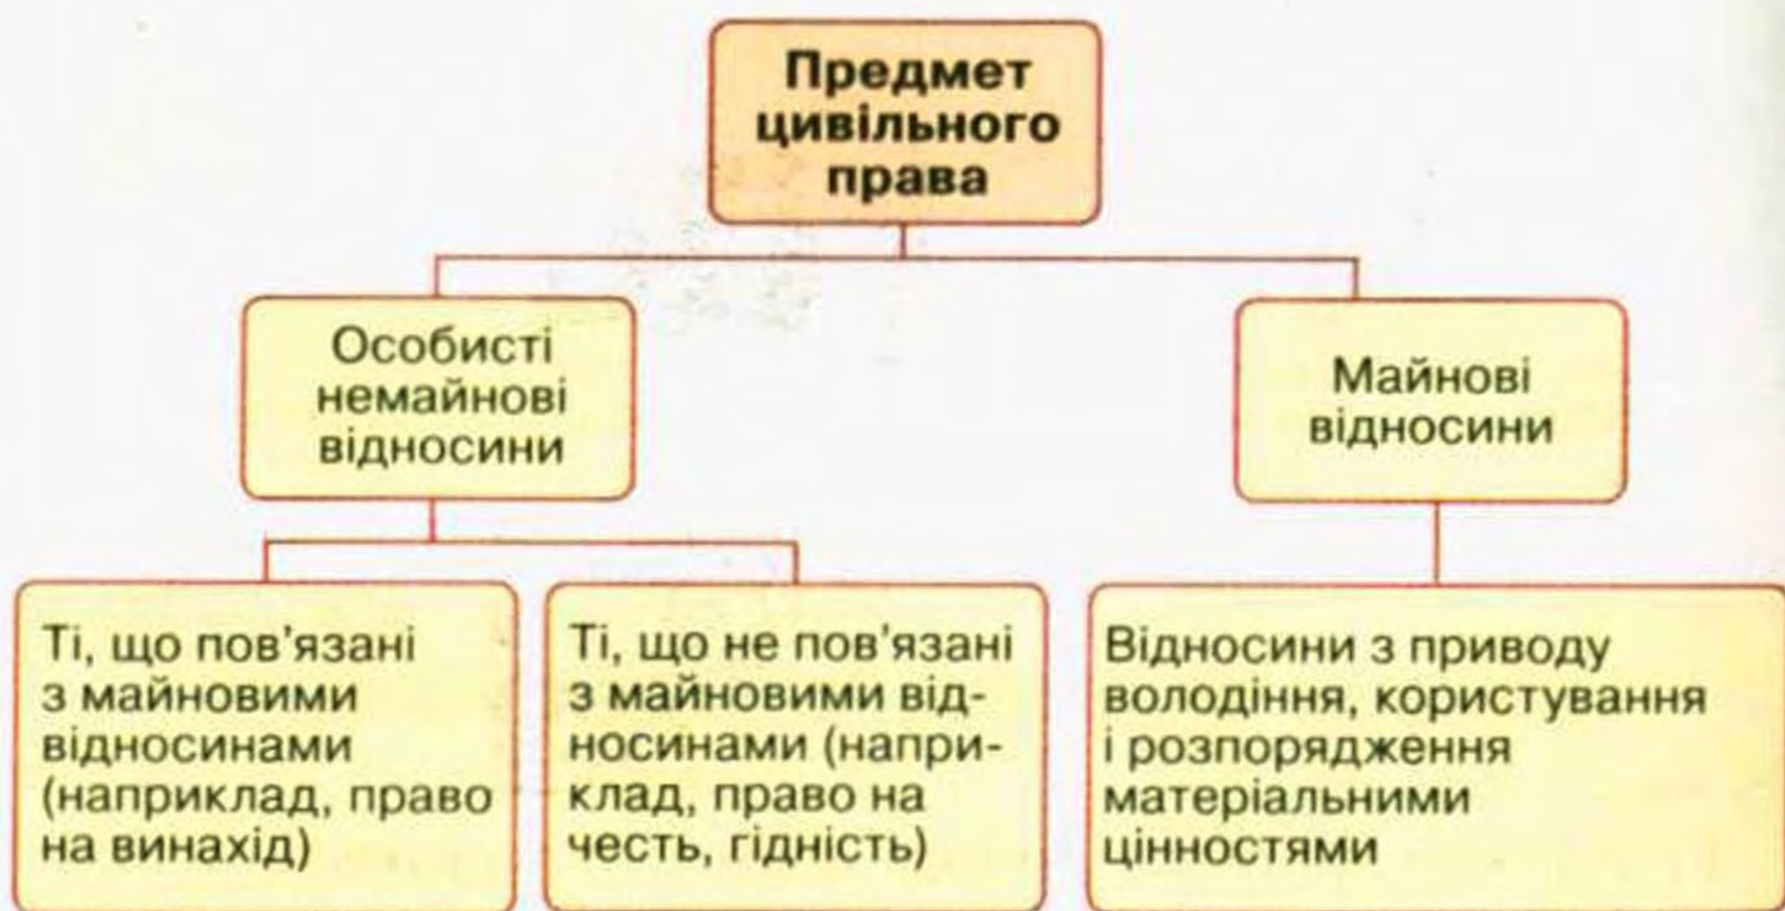 Предмет
цивільного
права
Особисті
немайнові
відносини
Майнові
відносини
Ті, що пов'язані
з майновими
відносинами
(наприклад, право
на винахід)
Ті, що не пов'язані
з майновими від-
носинами (напри-
клад, право на
честь, гідність)
Відносини з приводу
володіння, користування
і розпорядження
матеріальними
цінностями